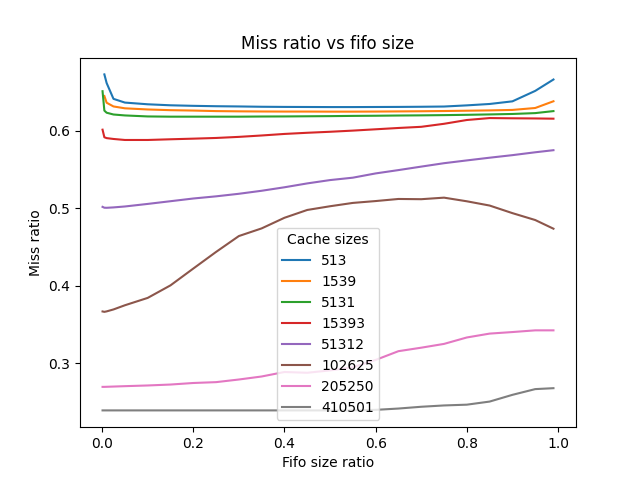 Miss ratio vs fifo size
Miss ratio
0.6
0.5
0.4
0.3
Cache sizes
513
1539
5131
15393
51312
102625
205250
410501
0.0 0.2 0.4 0.6 0.8 1.0
Fifo size ratio